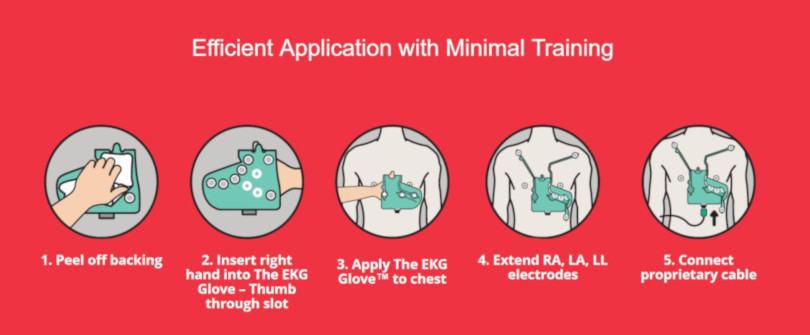 Efficient Application with Minimal Training
1. Peel off backing
2. Insert right
hand into The EKG
Glove – Thumb
through slot
3. Apply The EKG
Glove™ to chest
4. Extend RA, LA, LL
electrodes
5. Connect
proprietary cable